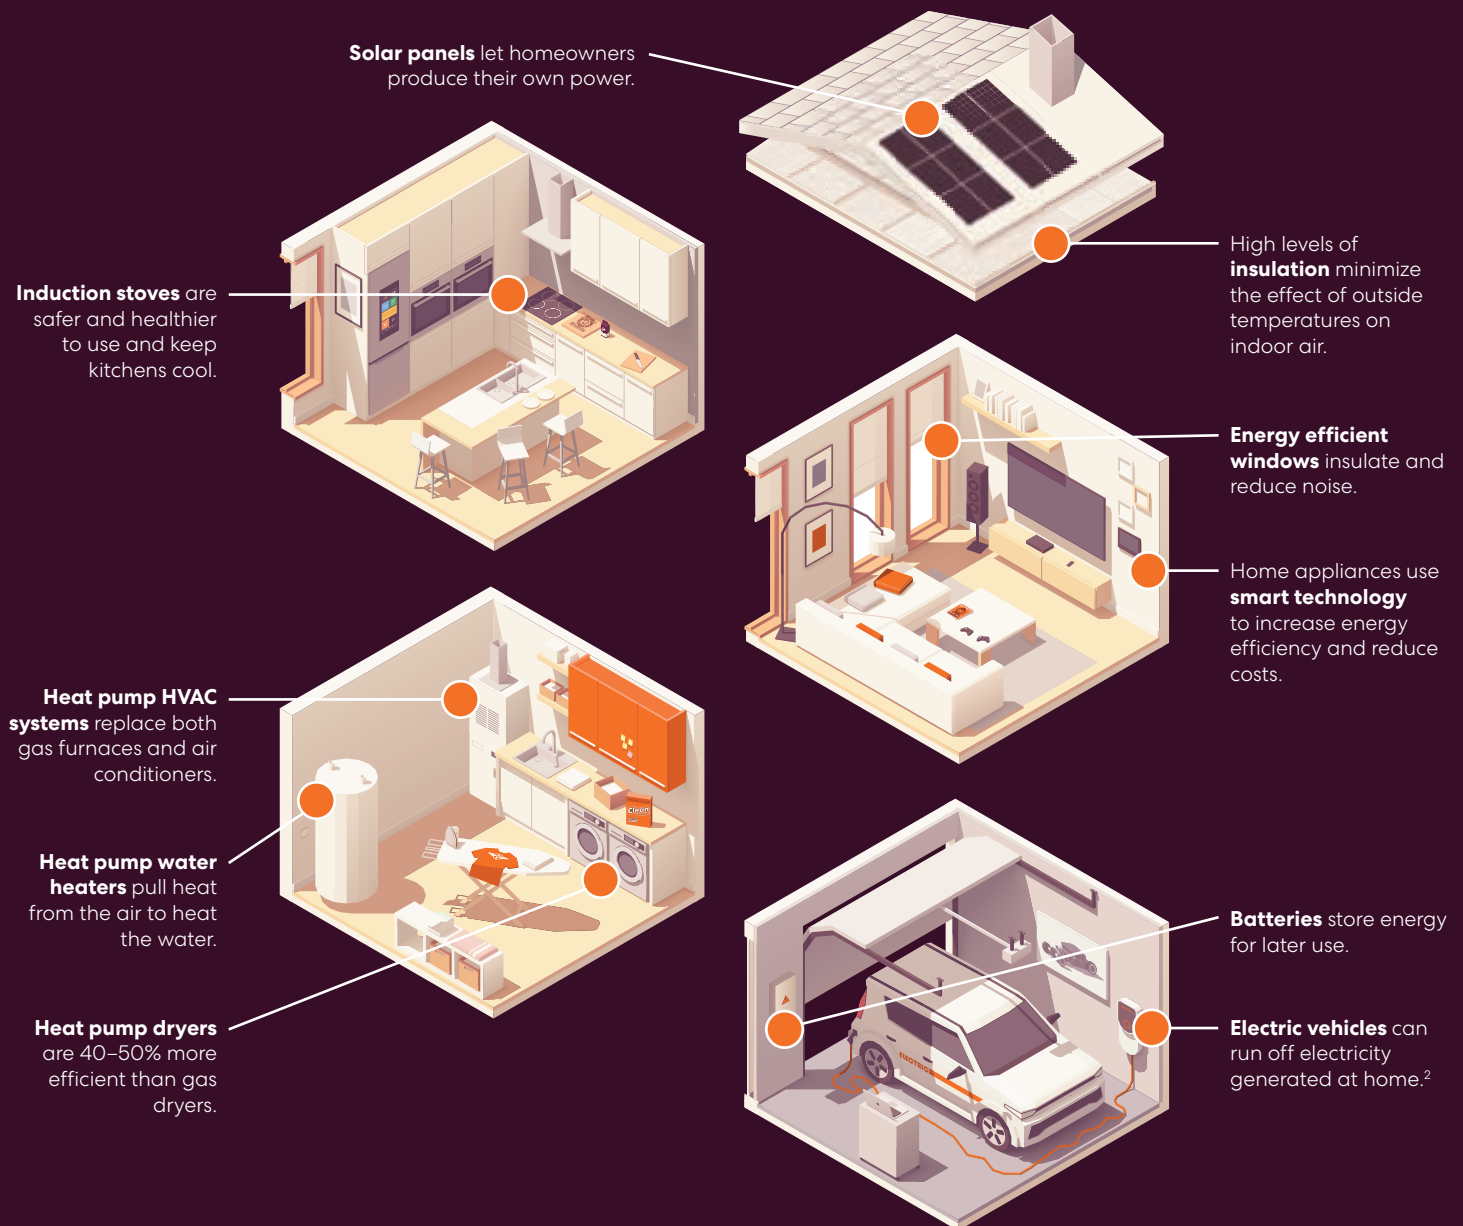 Solar panels let homeowners
produce their own power.
Induction stoves are
safer and healthier
to use and keep
kitchens cool.
High levels of
insulation minimize
the effect of outside
temperatures on
indoor air.
Energy efficient
windows insulate and
reduce noise.
Home appliances use
smart technology
to increase energy
efficiency and reduce
costs.
Heat pump HVAC
systems replace both
gas furnaces and air
conditioners.
Clean
Heat pump water
heaters pull heat
from the air to heat
the water.
Heat pump dryers
are 40–50% more
efficient than gas
dryers.
Batteries store energy
for later use.
Electric vehicles can
run off electricity
generated at home.²
ELECTRIC